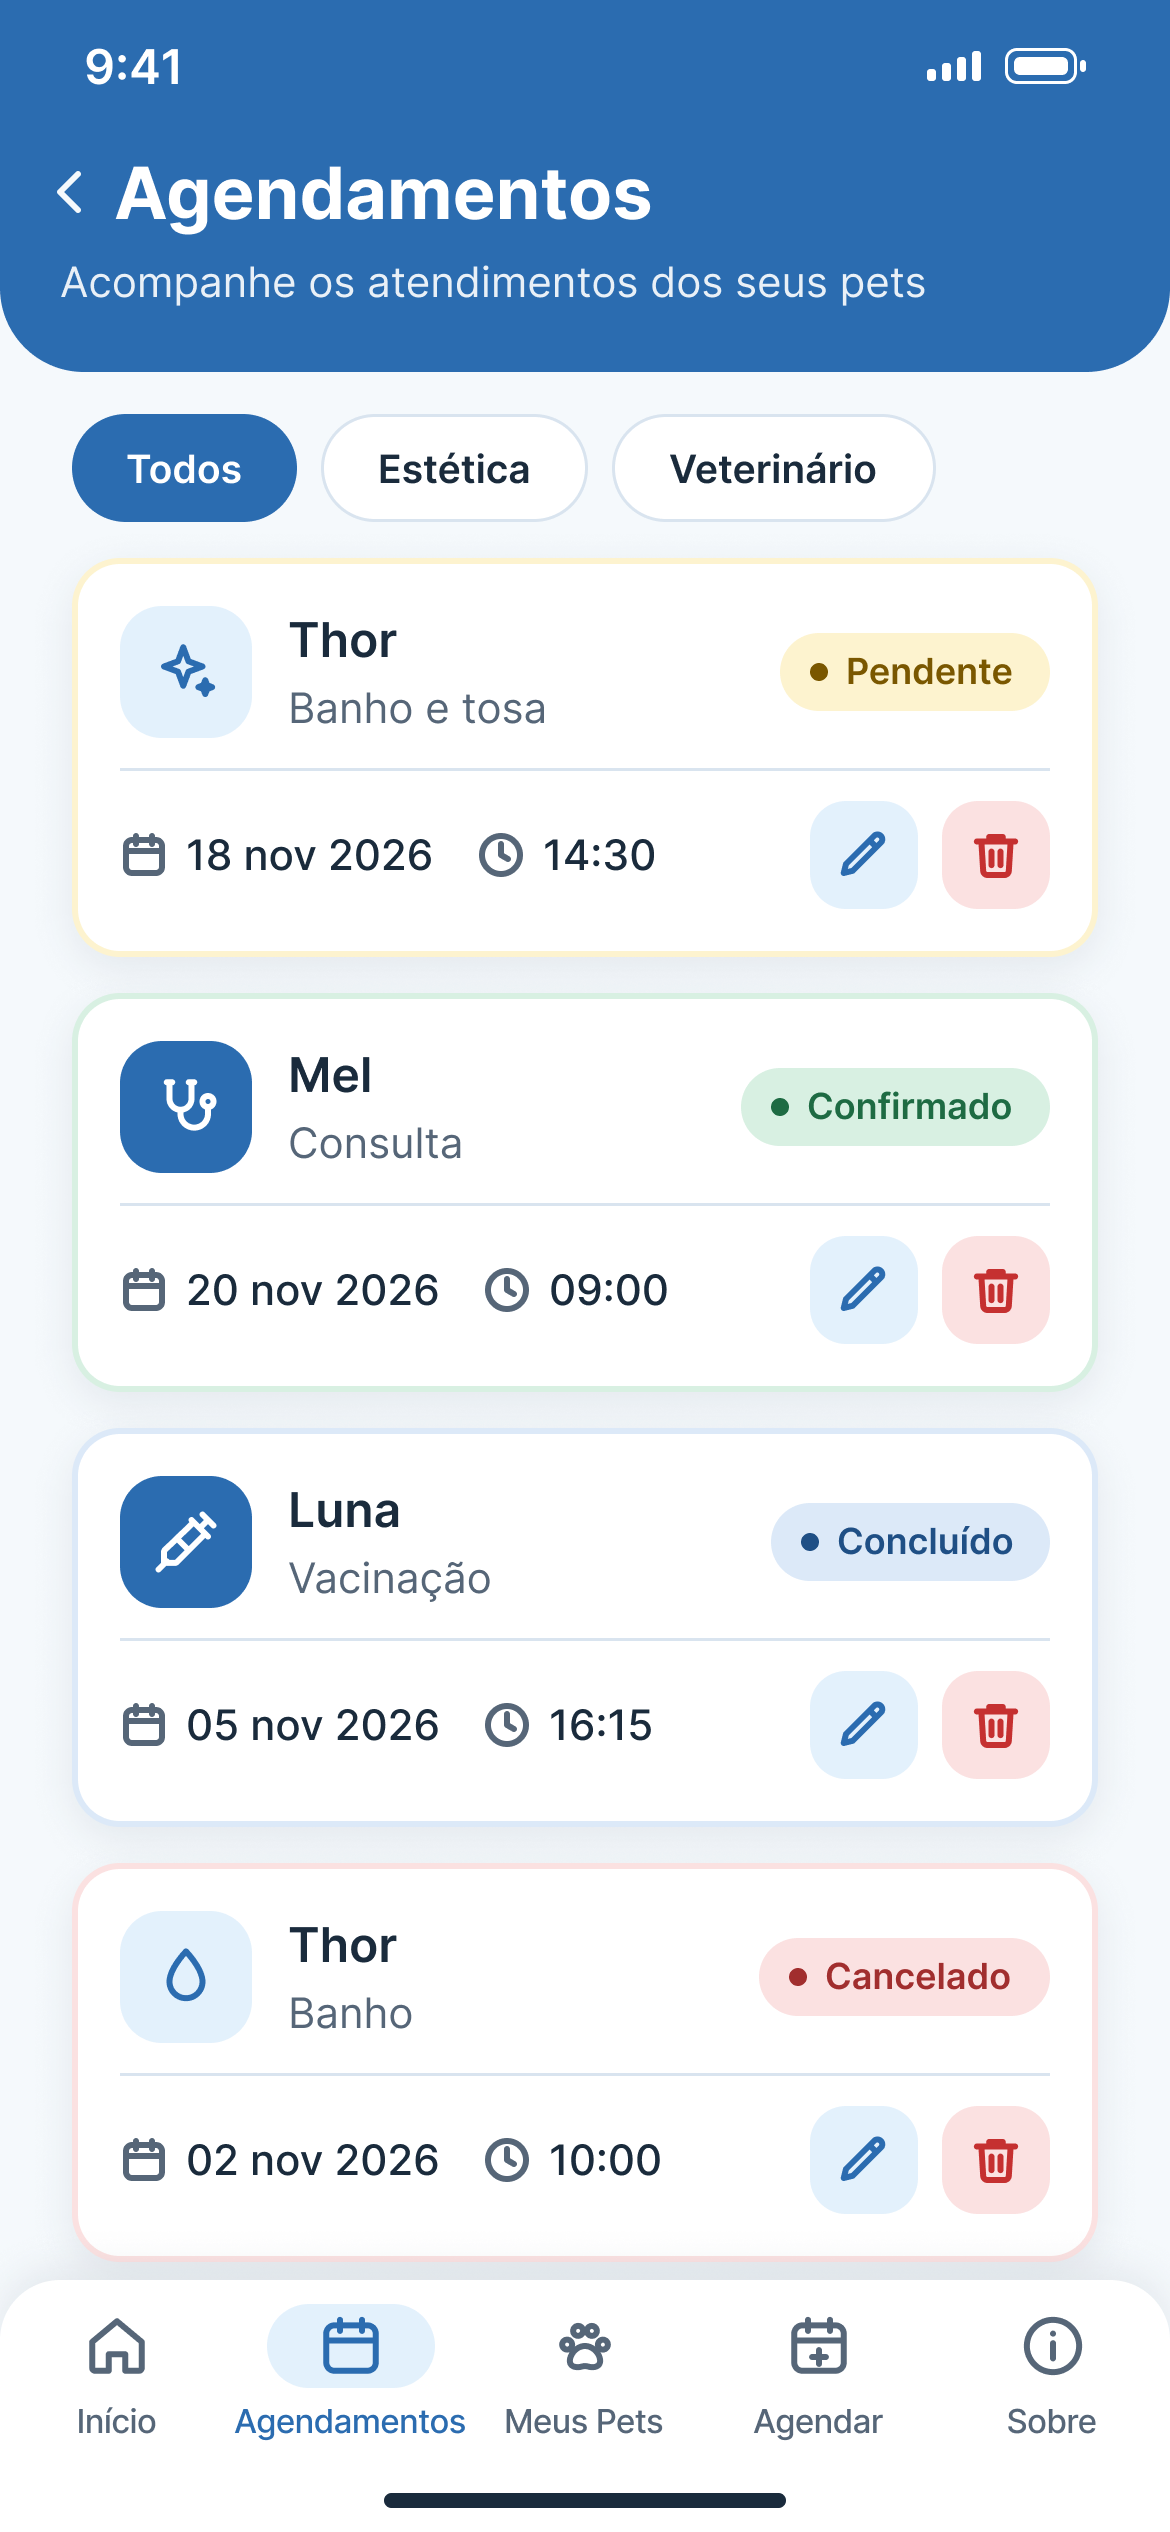 9:41
Agendamentos
Acompanhe os atendimentos dos seus pets
Todos
Estética
Veterinário
Thor
Banho e tosa
Pendente
18 nov 2026
14:30
Mel
Consulta
Confirmado
20 nov 2026
09:00
Luna
Vacinação
Concluído
05 nov 2026
16:15
Thor
Banho
Cancelado
02 nov 2026
10:00
Início
Agendamentos
Meus Pets
Agendar
Sobre